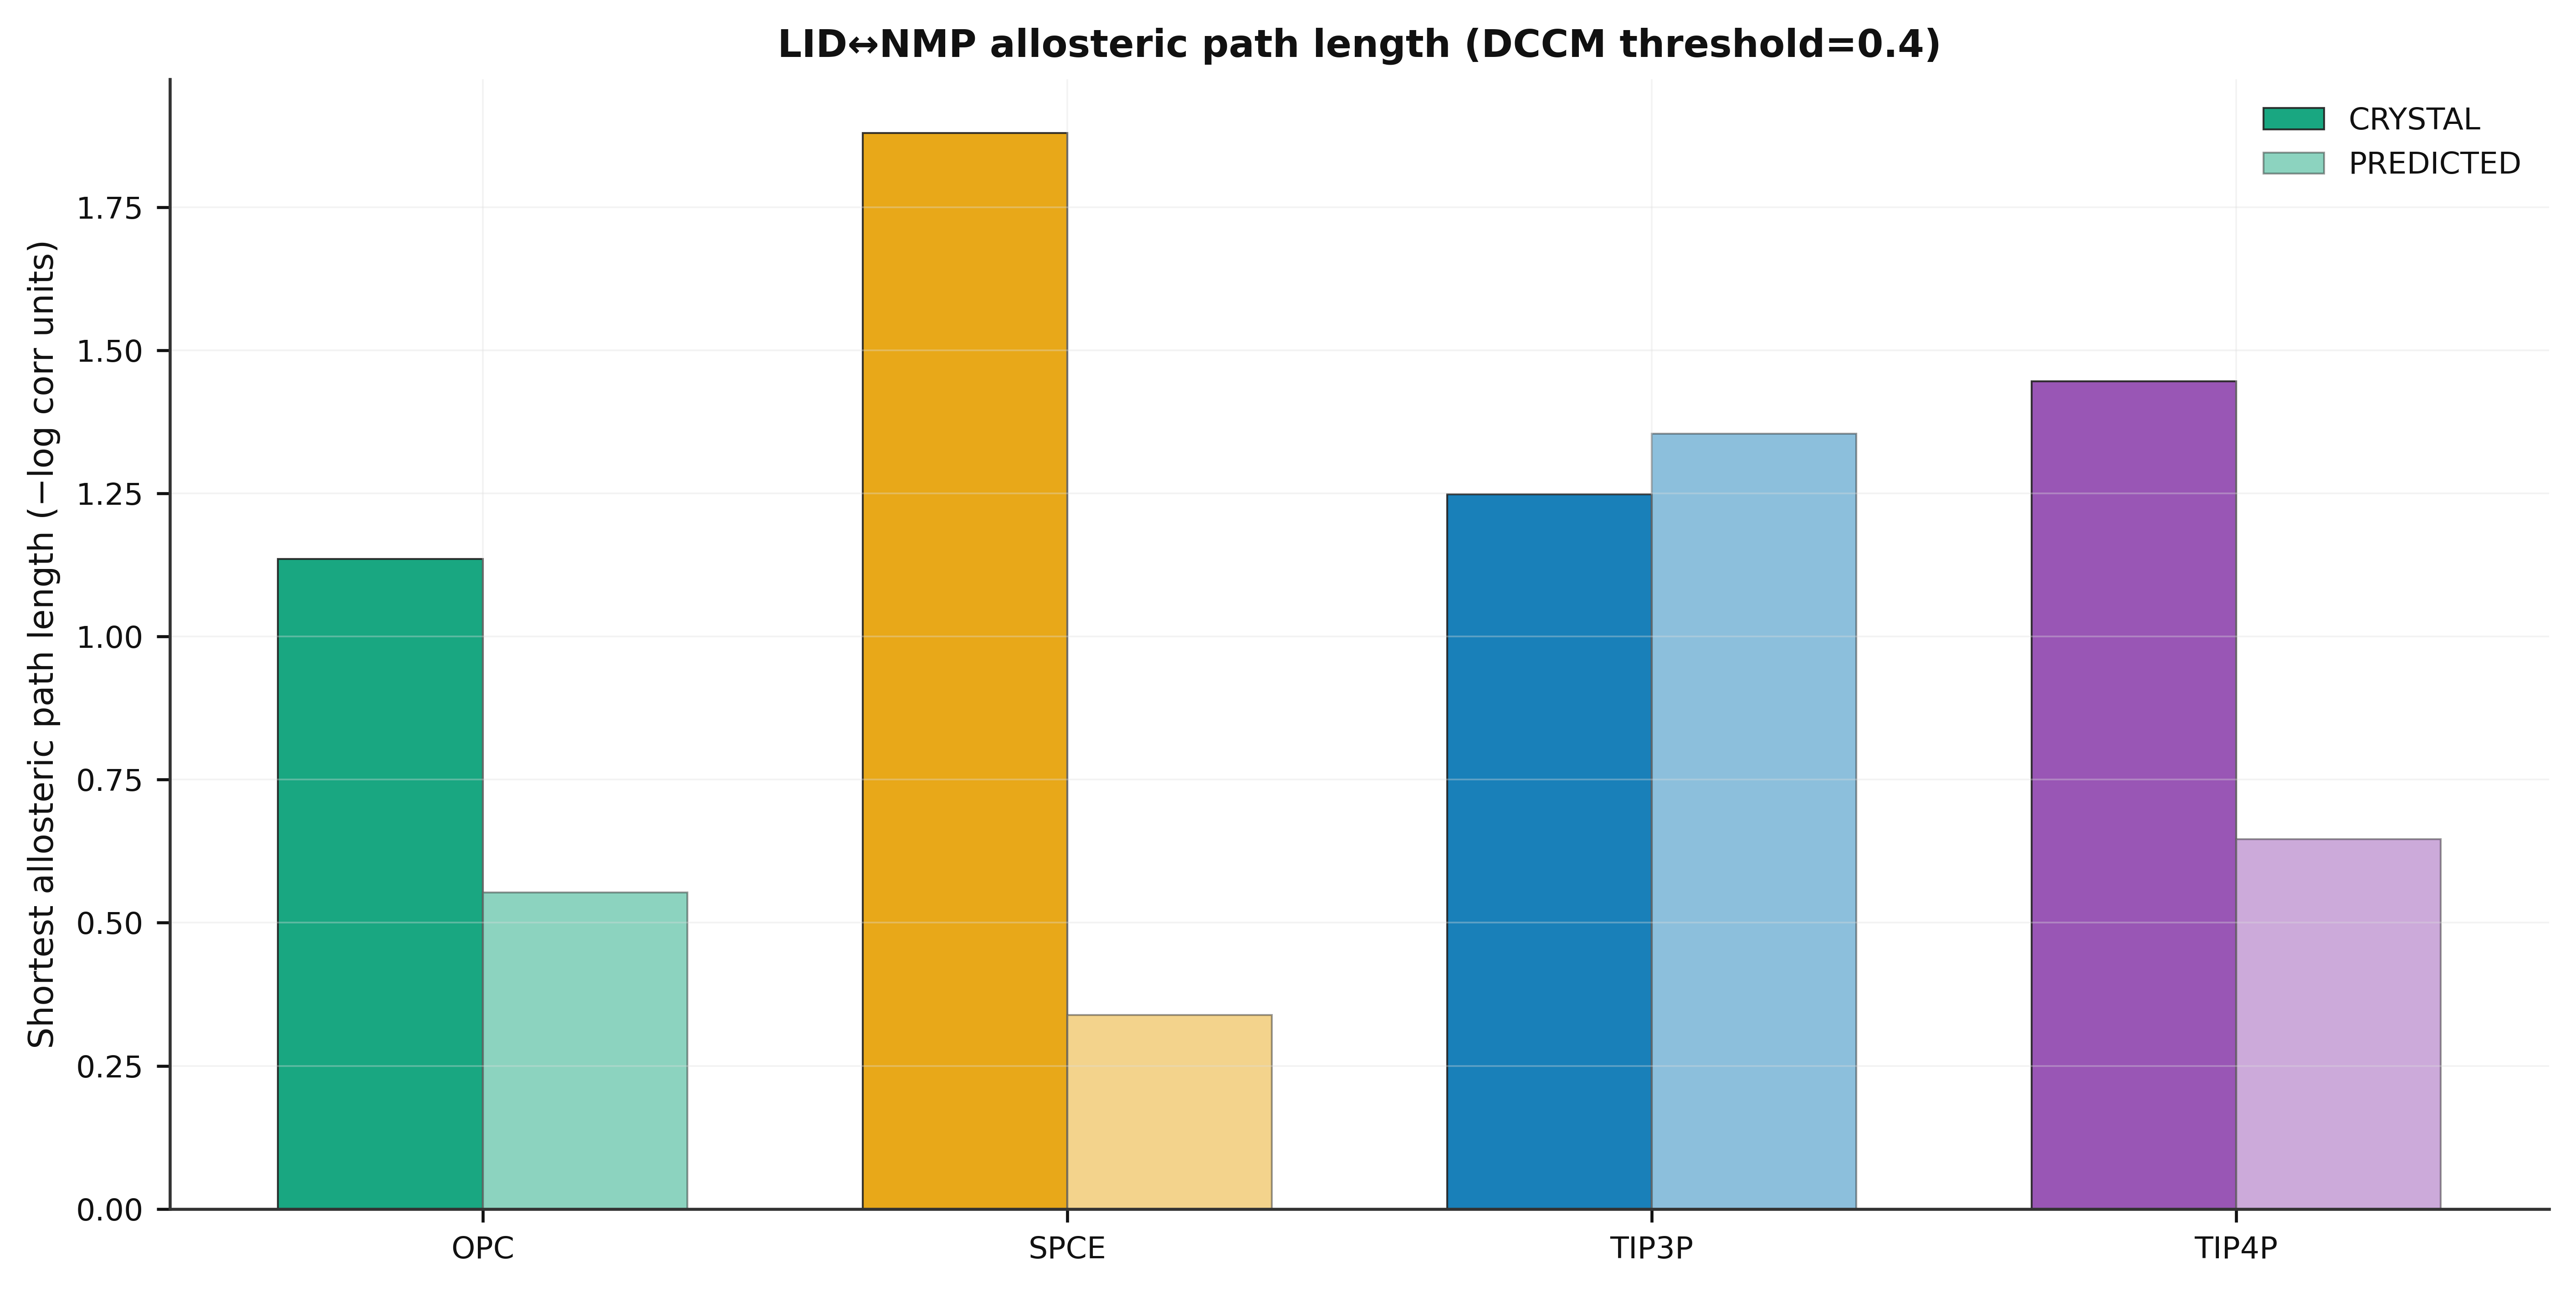 LID↔NMP allosteric path length (DCCM threshold=0.4)
CRYSTAL
PREDICTED
Shortest allosteric path length (−log corr units)
1.75
1.50
1.25
1.00
0.75
0.50
0.25
0.00
OPC
SPCE
TIP3P
TIP4P